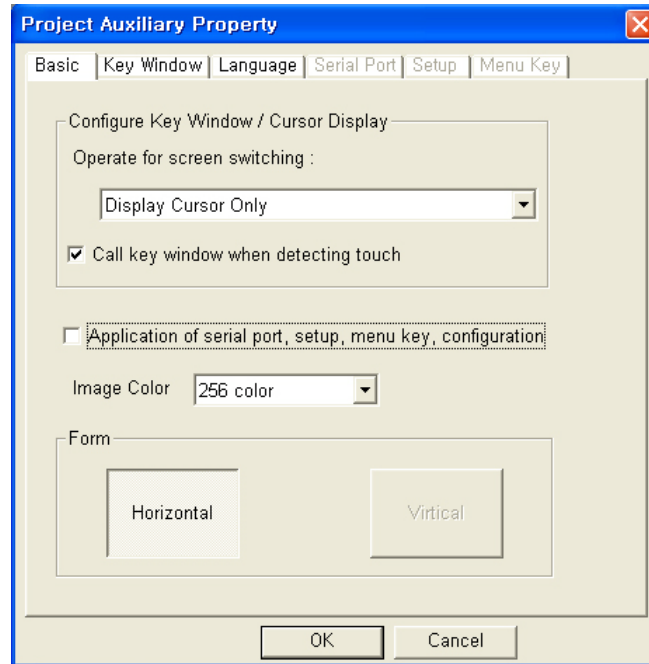 Project Auxiliary Property
Basic Key Window Language Serial Port Setup Menu Key
Configure Key Window / Cursor Display
Operate for screen switching :
Display Cursor Only
Call key window when detecting touch
Application of serial port, setup, menu key, configuration
Image Color 256 color
Form
Horizontal Virtical
OK Cancel